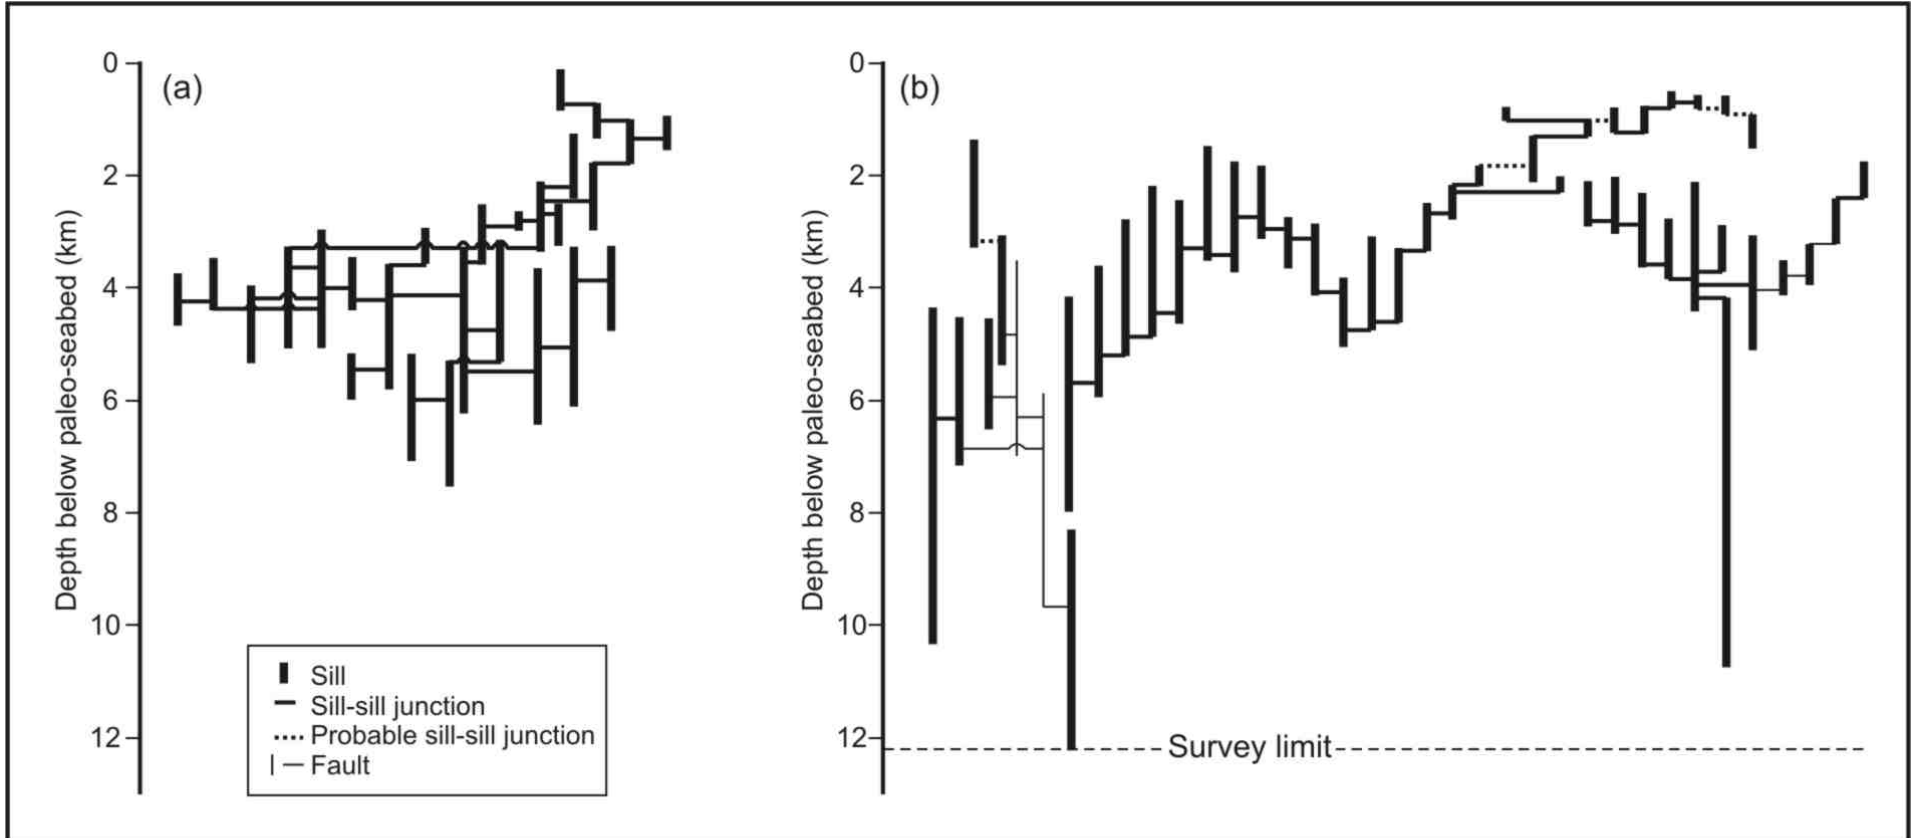 (a)
0
2
4
6
8
10
12
Depth below paleo-seabed (km)
Sill
Sill-sill junction
Probable sill-sill junction
Fault
(b)
0
2
4
6
8
10
12
Depth below paleo-seabed (km)
Survey limit